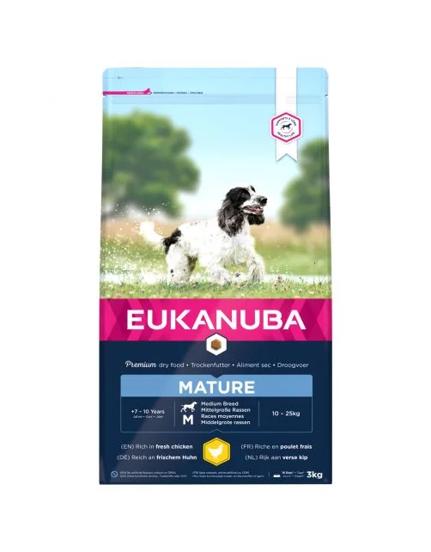 EUKANUBA
Premium dry food • Trockenfutter • Aliment sec • Droogvoer
MATURE
+7 - 10 Years
M
Medium Breed
Mittelgroße Rassen
Races moyennes
Middelgrote rassen
10 - 25kg
(EN) Rich in fresh chicken
(DE) Reich an frischem Huhn
(FR) Riche en poulet frais
(NL) Rijk aan verse kip
3kg